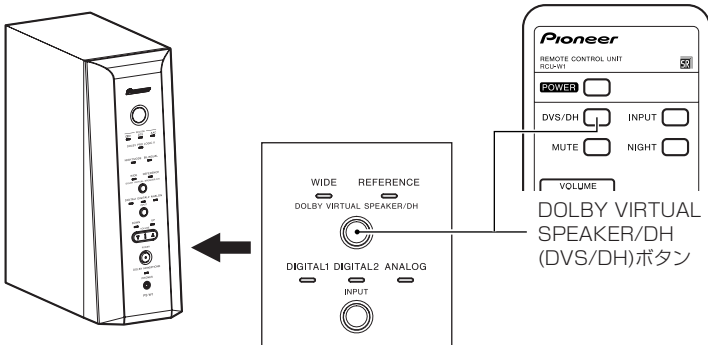 Pioneer
WIDE REFERENCE
DOLBY VIRTUAL SPEAKER/DH
DIGITAL1 DIGITAL2 ANALOG
INPUT
Pioneer
REMOTE CONTROL UNIT
RCU-W1
SR
POWER
DVS/DH INPUT
MUTE NIGHT
VOLUME
DOLBY VIRTUAL
SPEAKER/DH
(DVS/DH)ボタン